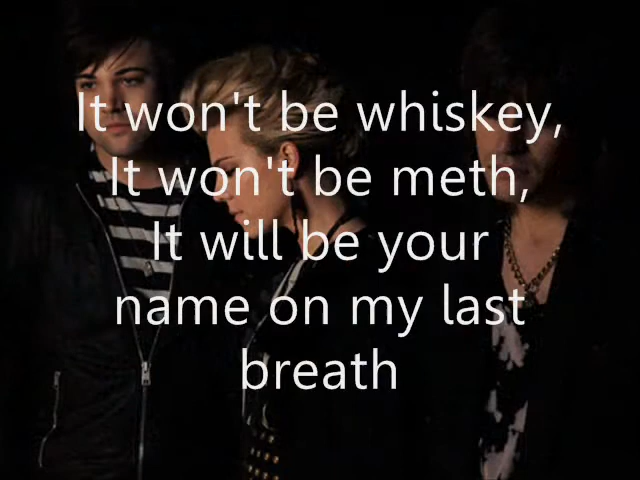 It won't be whiskey,
It won't be meth,
It will be your
name on my last
breath